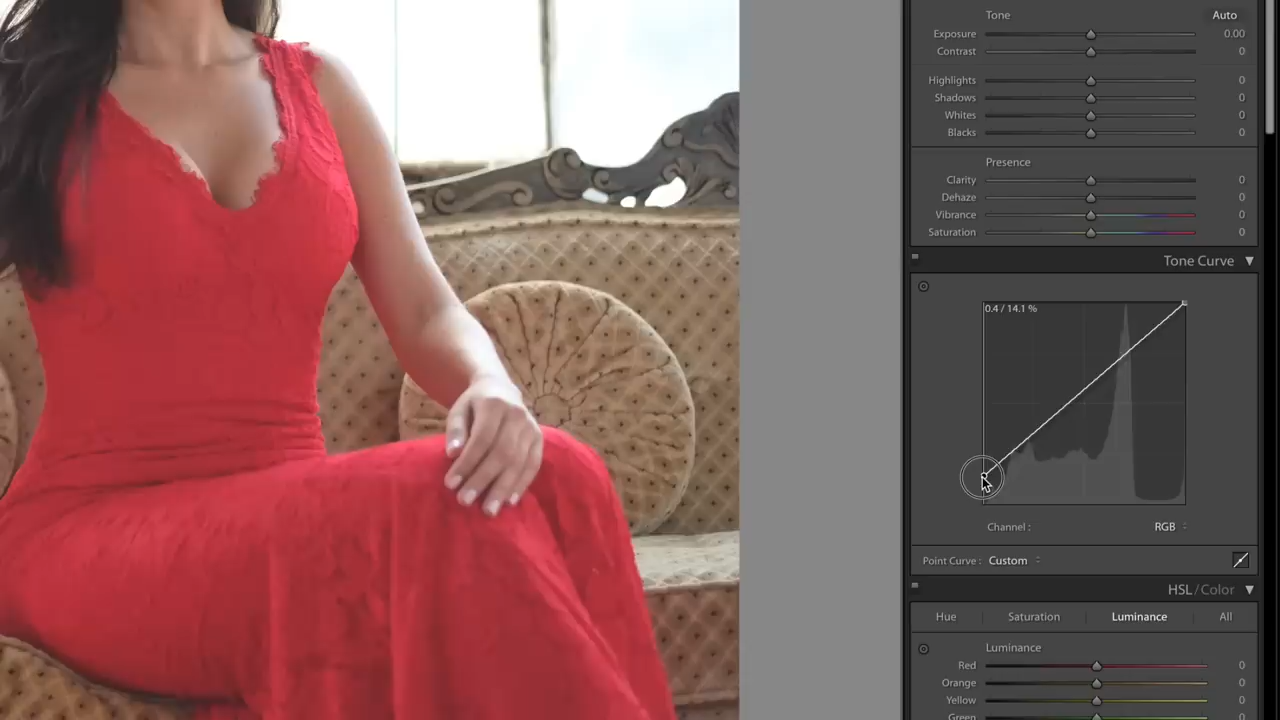 Tone Auto
Exposure 0.00
Contrast 0
Highlights 0
Shadows 0
Whites 0
Blacks 0
Presence
Clarity 0
Dehaze 0
Vibrance 0
Saturation 0
Tone Curve
0.4 / 14.1 %
Channel : RGB
Point Curve : Custom
HSL / Color
Hue Saturation Luminance All
Luminance
Red 0
Orange 0
Yellow 0
Green 0